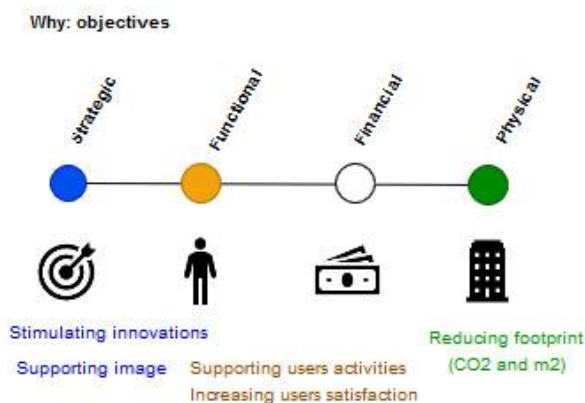 Why: objectives
Strategic
Functional
Financial
Physical
Stimulating innovations
Supporting image
Supporting users activities
Increasing users satisfaction
Reducing footprint
(CO2 and m2)